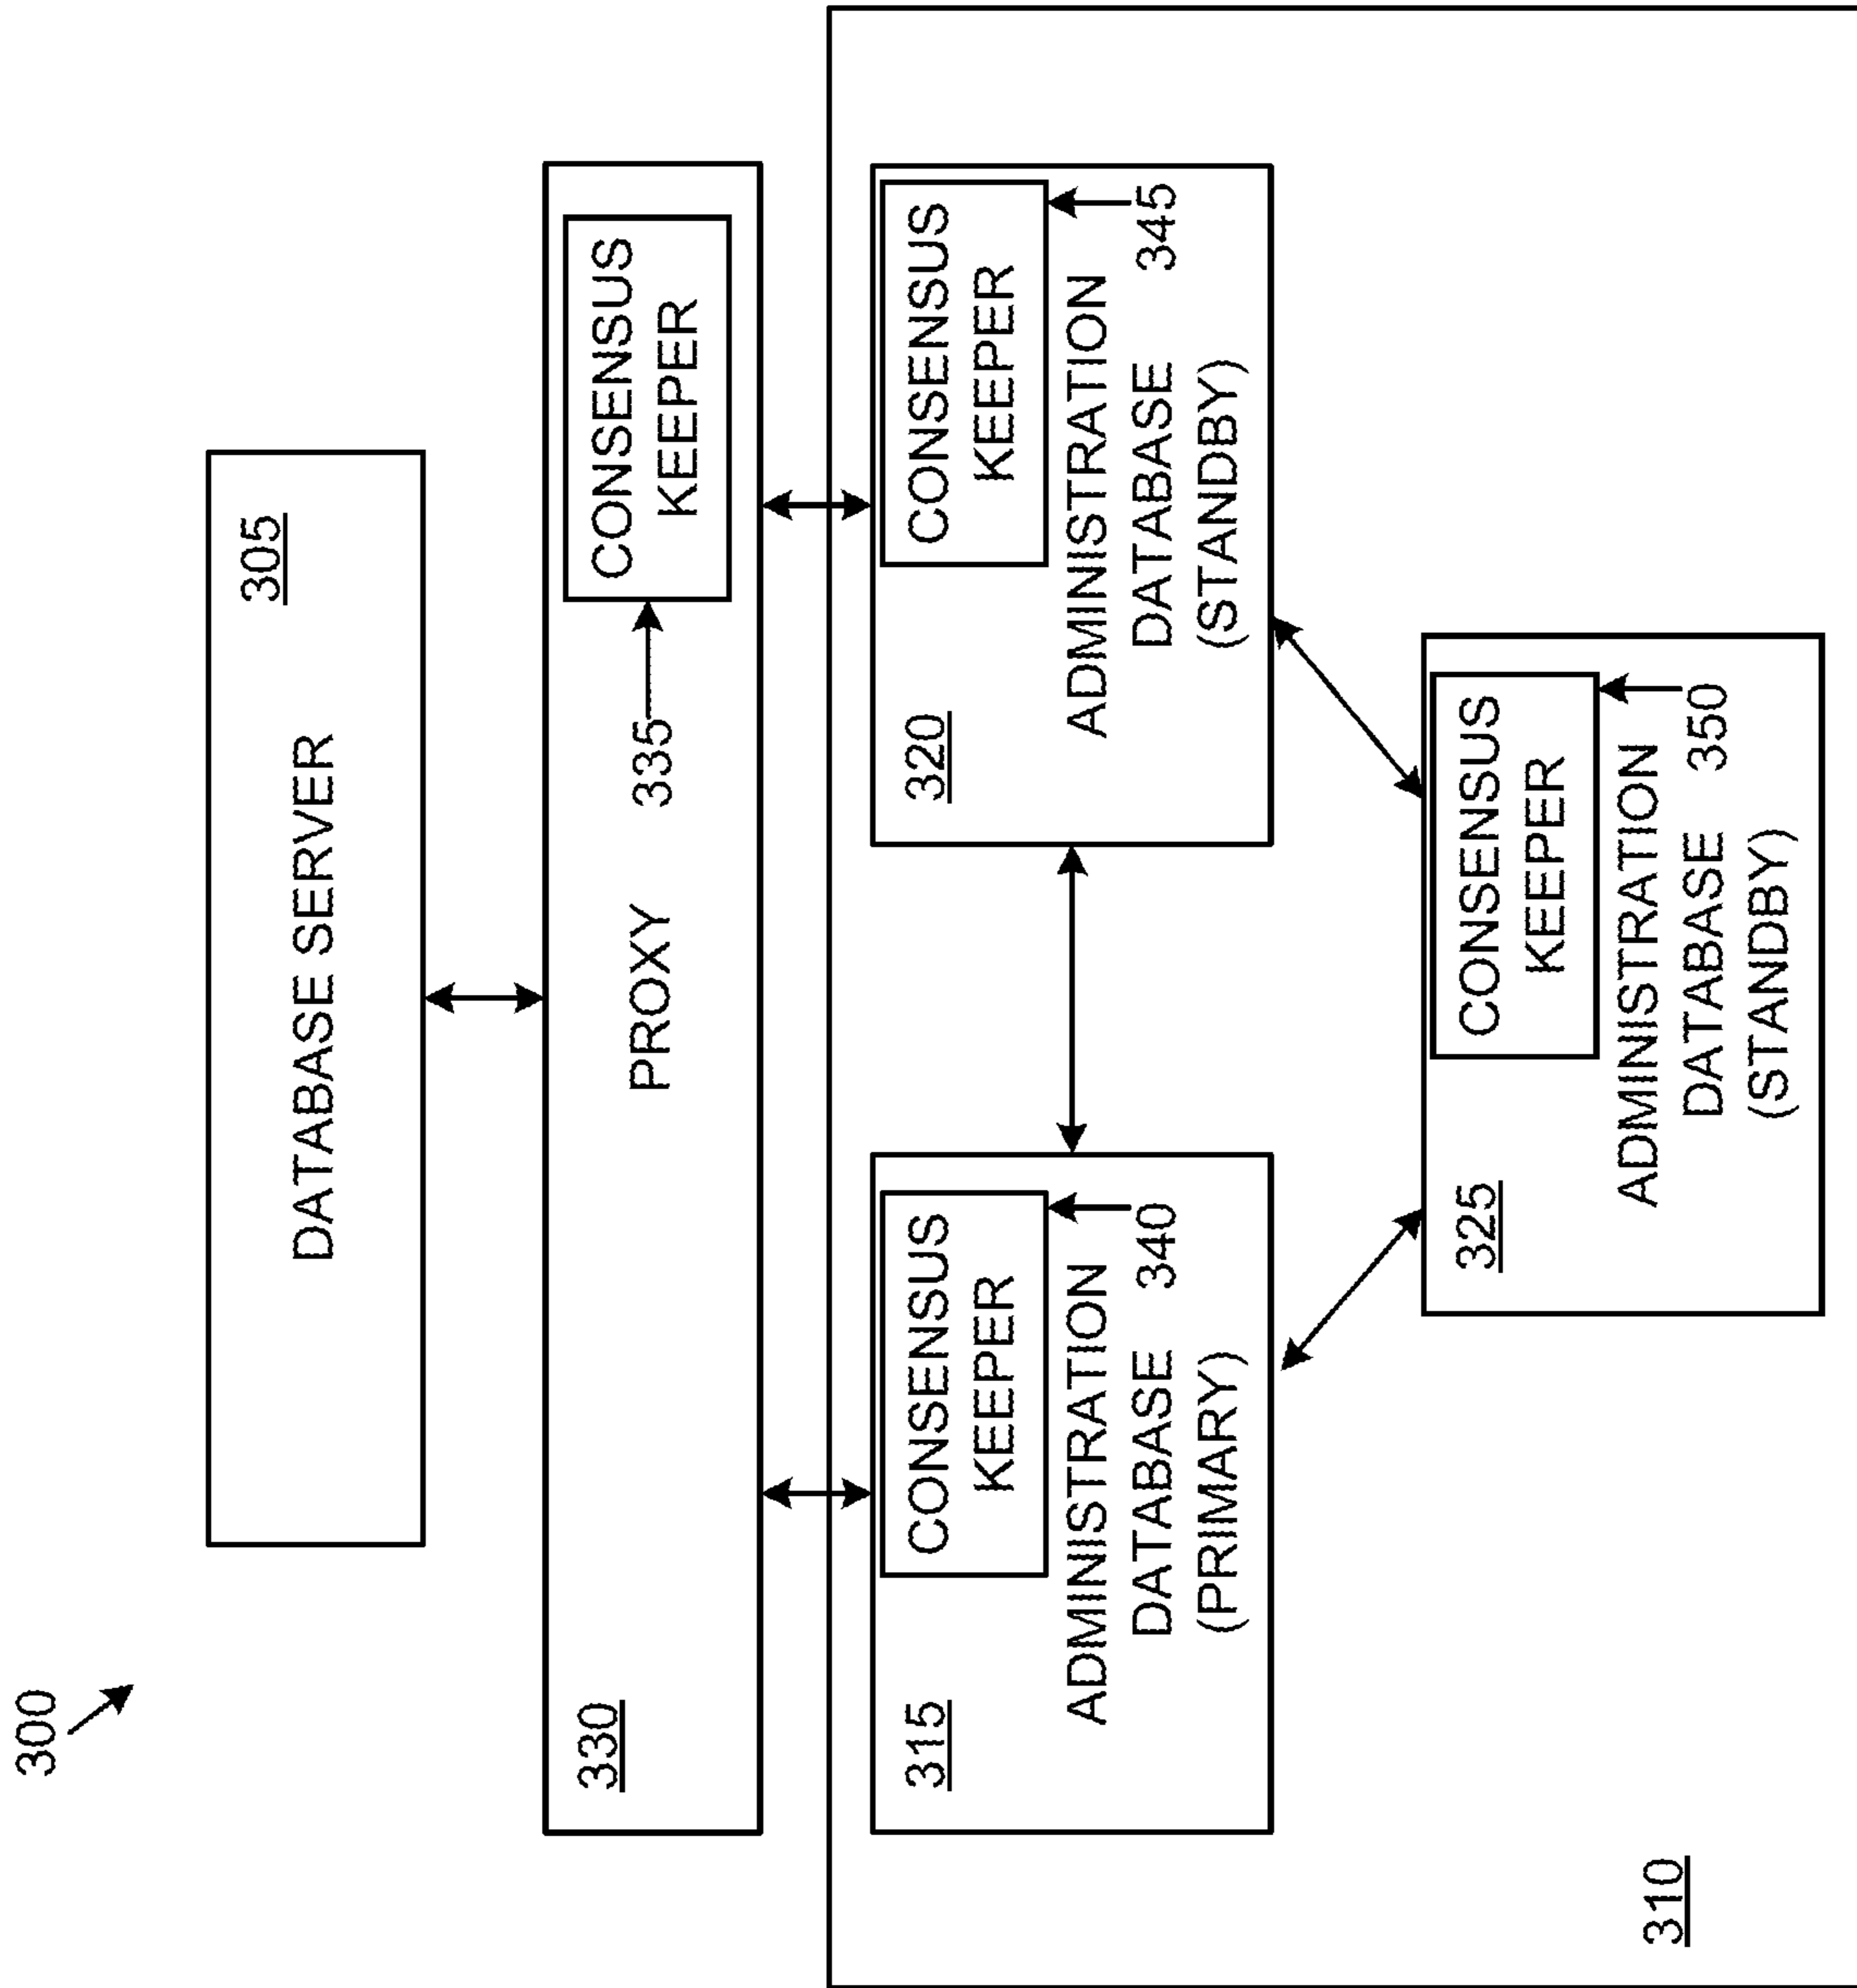 300
305
DATABASE SERVER
330
PROXY
335
CONSENSUS
KEEPER
315
CONSENSUS
KEEPER
ADMINISTRATION
DATABASE
340
(PRIMARY)
320
CONSENSUS
KEEPER
ADMINISTRATION
DATABASE
345
(STANDBY)
325
CONSENSUS
KEEPER
ADMINISTRATION
DATABASE
350
(STANDBY)
310